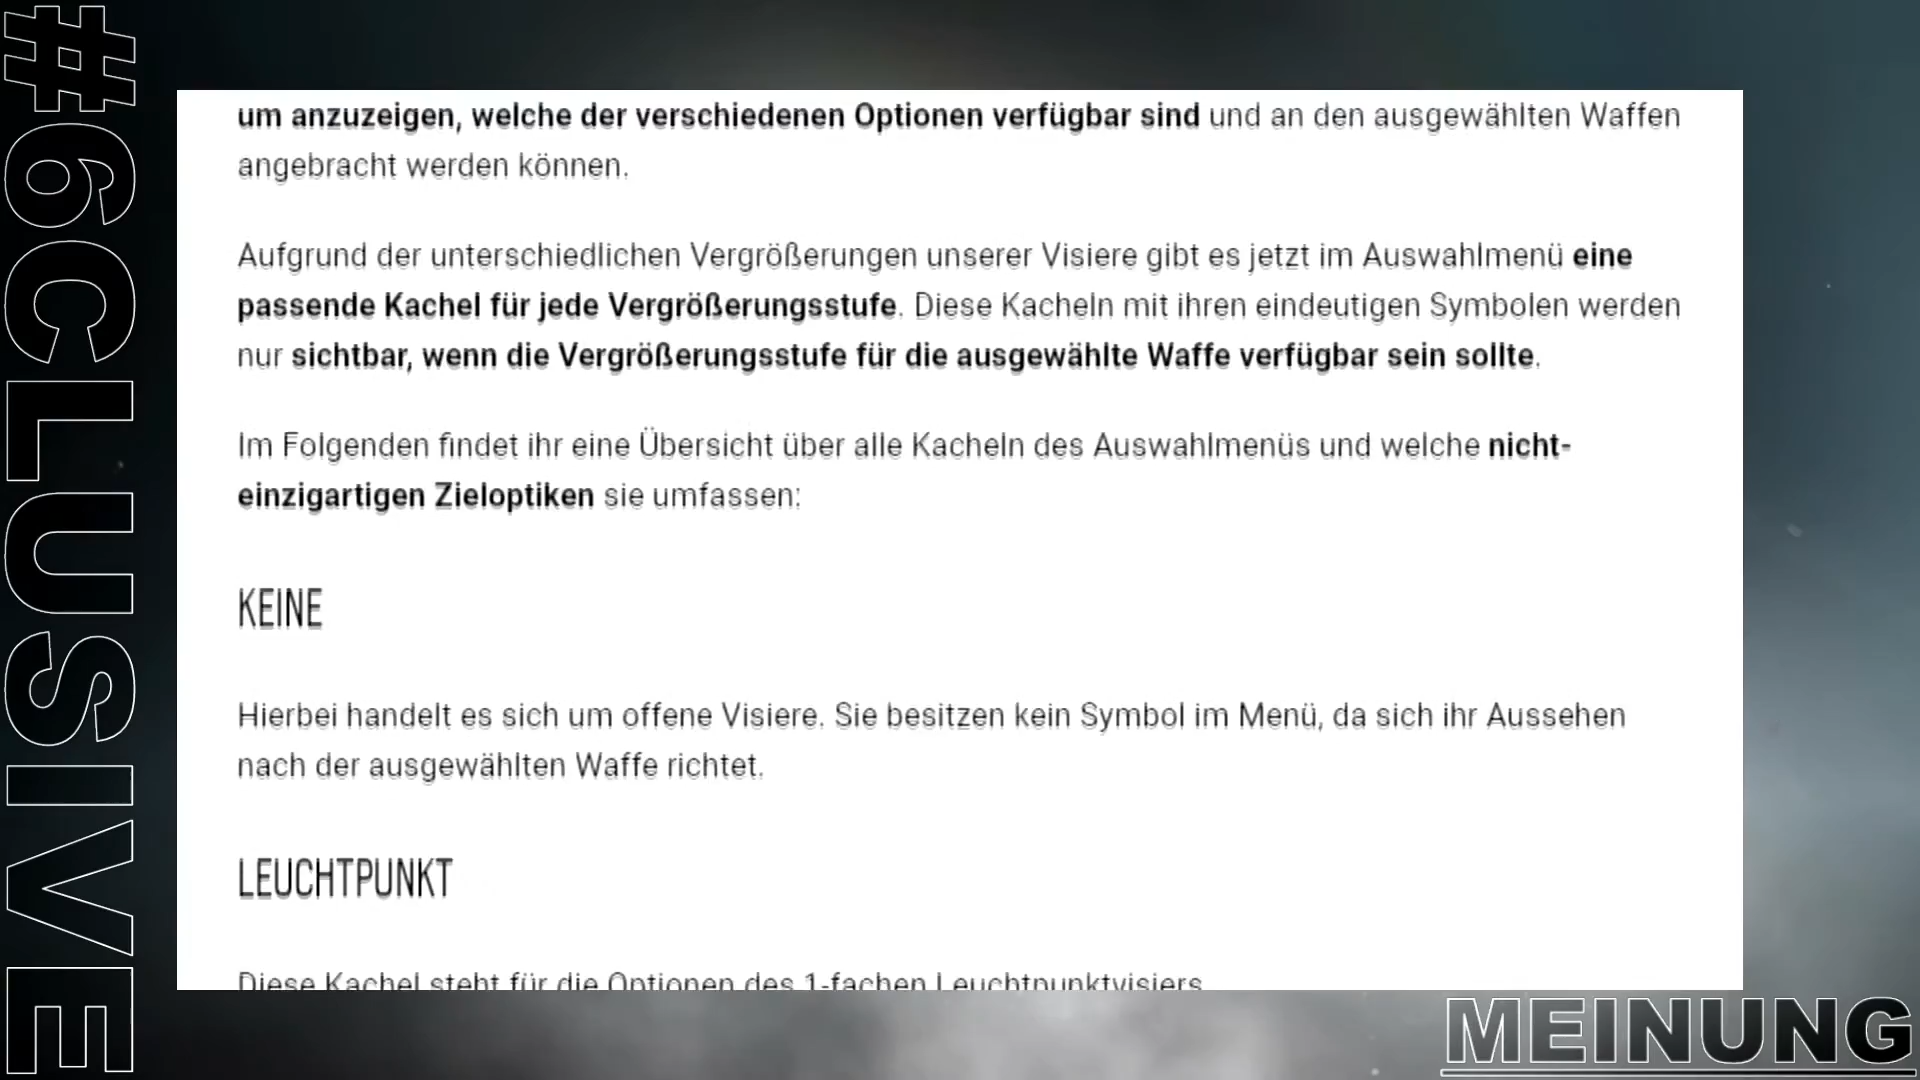 #6CLUSIVE
um anzuzeigen, welche der verschiedenen Optionen verfügbar sind und an den ausgewählten Waffen
angebracht werden können.
Aufgrund der unterschiedlichen Vergrößerungen unserer Visiere gibt es jetzt im Auswahlmenü eine
passende Kachel für jede Vergrößerungsstufe. Diese Kacheln mit ihren eindeutigen Symbolen werden
nur sichtbar, wenn die Vergrößerungsstufe für die ausgewählte Waffe verfügbar sein sollte.
Im Folgenden findet ihr eine Übersicht über alle Kacheln des Auswahlmenüs und welche nicht-
einzigartigen Zieloptiken sie umfassen:
KEINE
Hierbei handelt es sich um offene Visiere. Sie besitzen kein Symbol im Menü, da sich ihr Aussehen
nach der ausgewählten Waffe richtet.
LEUCHTPUNKT
Diese Kachel steht für die Optionen des 1-fachen Leuchtpunktvisiers
MEINUNG